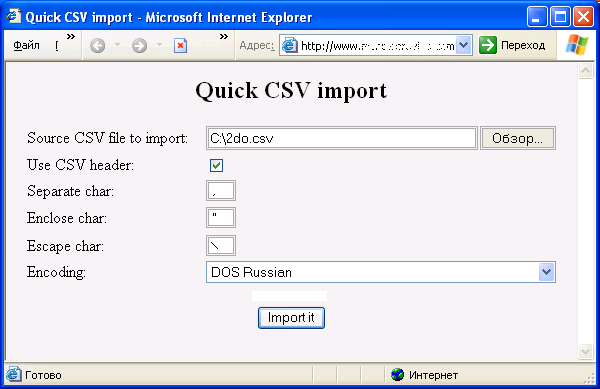 Quick CSV import - Microsoft Internet Explorer
Файл » Адрес: http://www. com » Переход
Quick CSV import
Source CSV file to import: C:\2do.csv Обзор...
Use CSV header:
Separate char: ,
Enclose char: "
Escape char: \
Encoding: DOS Russian
Import it
Готово Интернет